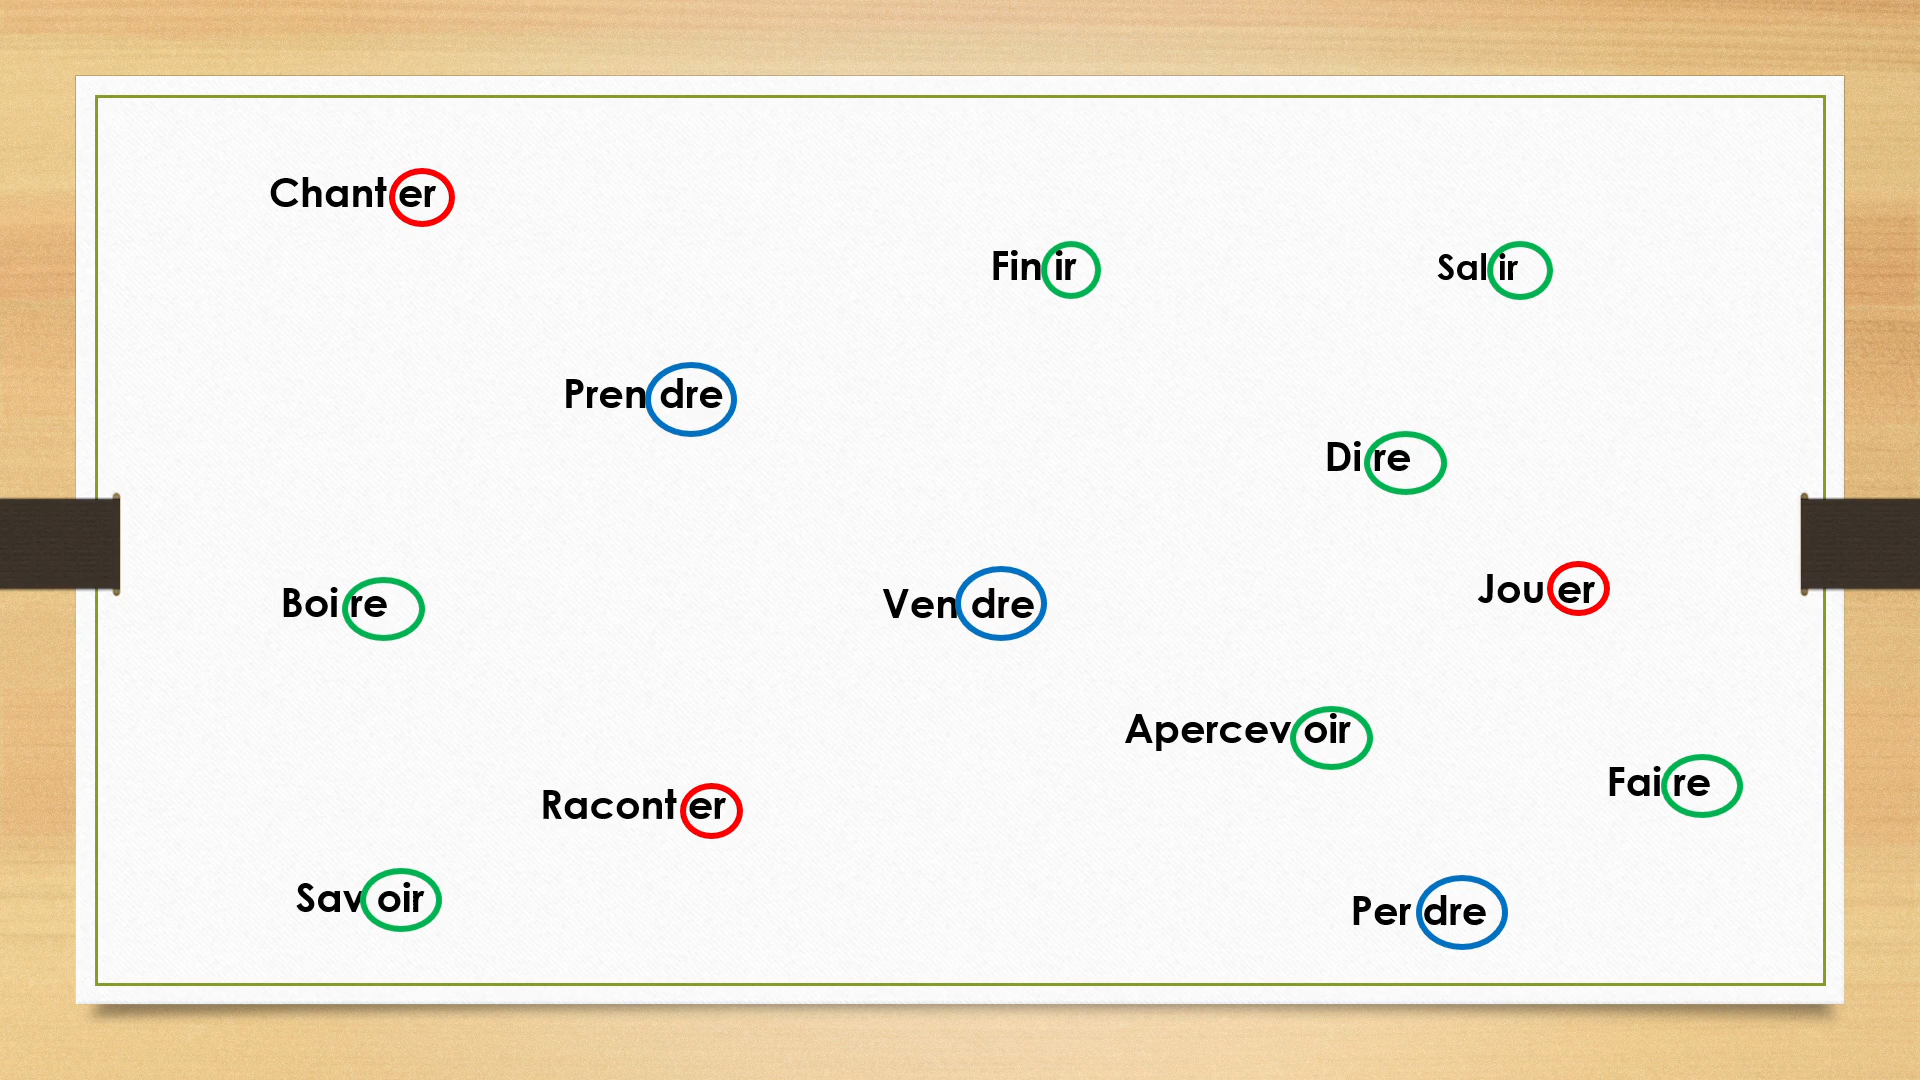 Chanter
Finir
Salir
Prendre
Dire
Boire
Vendre
Jouer
Apercevoir
Faire
Raconter
Savoir
Perdre